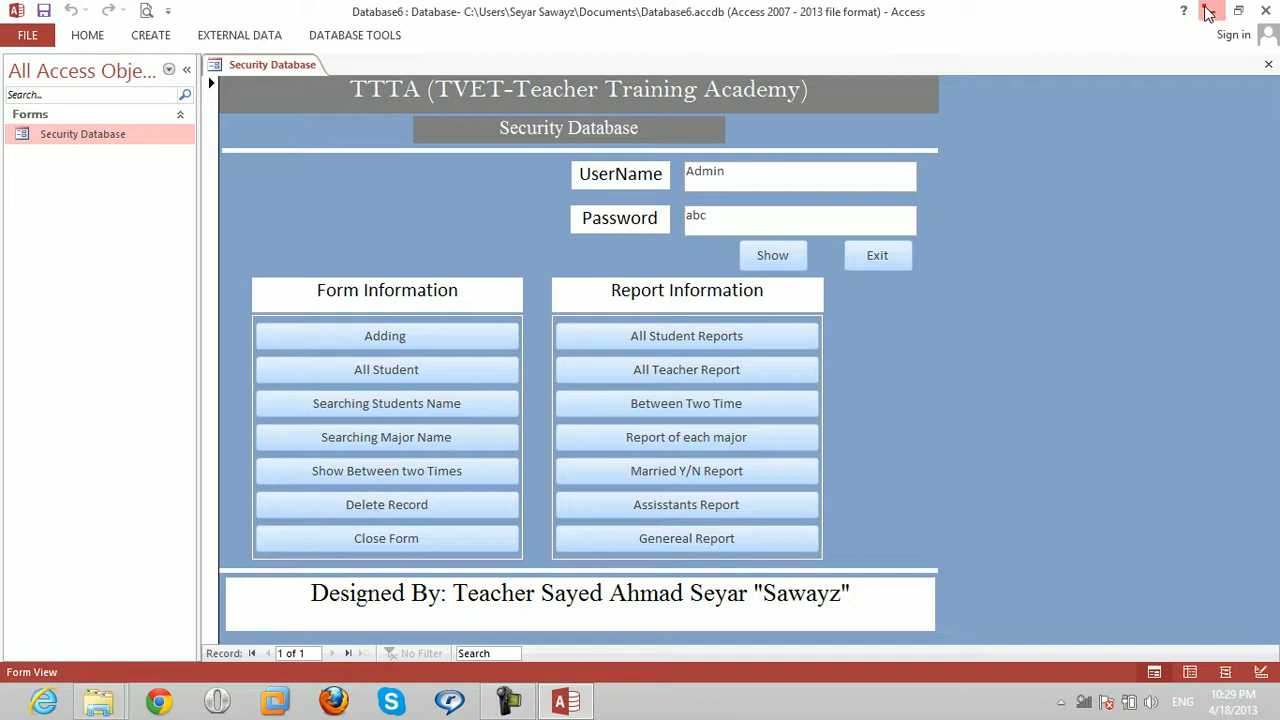 Database6 : Database- C:\Users\Seyar Sawayz\Documents\Database6.accdb (Access 2007 - 2013 file format) - Access
?
FILE HOME CREATE EXTERNAL DATA DATABASE TOOLS Sign in
All Access Obje...
Search...
Forms
Security Database
Security Database
TTTA (TVET-Teacher Training Academy)
Security Database
UserName Admin
Password abc
Show Exit
Form Information Report Information
Adding All Student Reports
All Student All Teacher Report
Searching Students Name Between Two Time
Searching Major Name Report of each major
Show Between two Times Married Y/N Report
Delete Record Assisstants Report
Close Form Genereal Report
Designed By: Teacher Sayed Ahmad Seyar "Sawayz"
Record: 1 of 1 No Filter Search
Form View
ENG 10:29 PM
4/18/2013